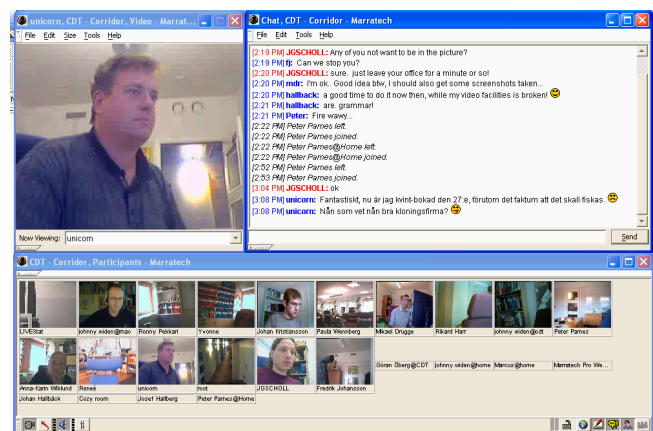 unicorn, CDT - Corridor, Video - Marrat...
File Edit Size Tools Help
Now Viewing: unicorn
Chat, CDT - Corridor - Marratech
File Edit Tools Help
[2:19 PM] JGSCHOLL: Any of you not want to be in the picture?
[2:19 PM] fj: Can we stop you?
[2:20 PM] JGSCHOLL: sure. just leave your office for a minute or so!
[2:20 PM] mdr: I'm ok.. Good idea btw, I should also get some screenshots taken...
[2:20 PM] hallback: a good time to do it now then, while my video facilities is broken!
[2:21 PM] hallback: are. grammar!
[2:21 PM] Peter: Fire wawy...
[2:22 PM] Peter Parnes left.
[2:22 PM] Peter Parnes joined.
[2:22 PM] Peter Parnes@Home left.
[2:22 PM] Peter Parnes@Home joined.
[2:52 PM] Peter Parnes left.
[2:53 PM] Peter Parnes joined.
[3:04 PM] JGSCHOLL: ok
[3:08 PM] unicorn: Fantastiskt, nu är jag kvint-bokad den 27:e, förutom det faktum att det skall fiskas.
[3:08 PM] unicorn: Nån som vet nån bra kloningsfirma?
Send
CDT - Corridor, Participants - Marratech
LIVEStat johnny.widen@mac Ronny Pekkari Yvonne Johan Kristiansson Paula Wennberg Mikael Drugge Rikard Harr johnny widen@cdt Peter Parnes
Anna-Karin Wiklund Reneé unicorn root JGSCHOLL Fredrik Johansson Göran Öberg@CDT johnny.widen@home Marcus@home Marratech Pro We...
Johan Hallbäck Cozy room Josef Hallberg Peter Parnes@Home